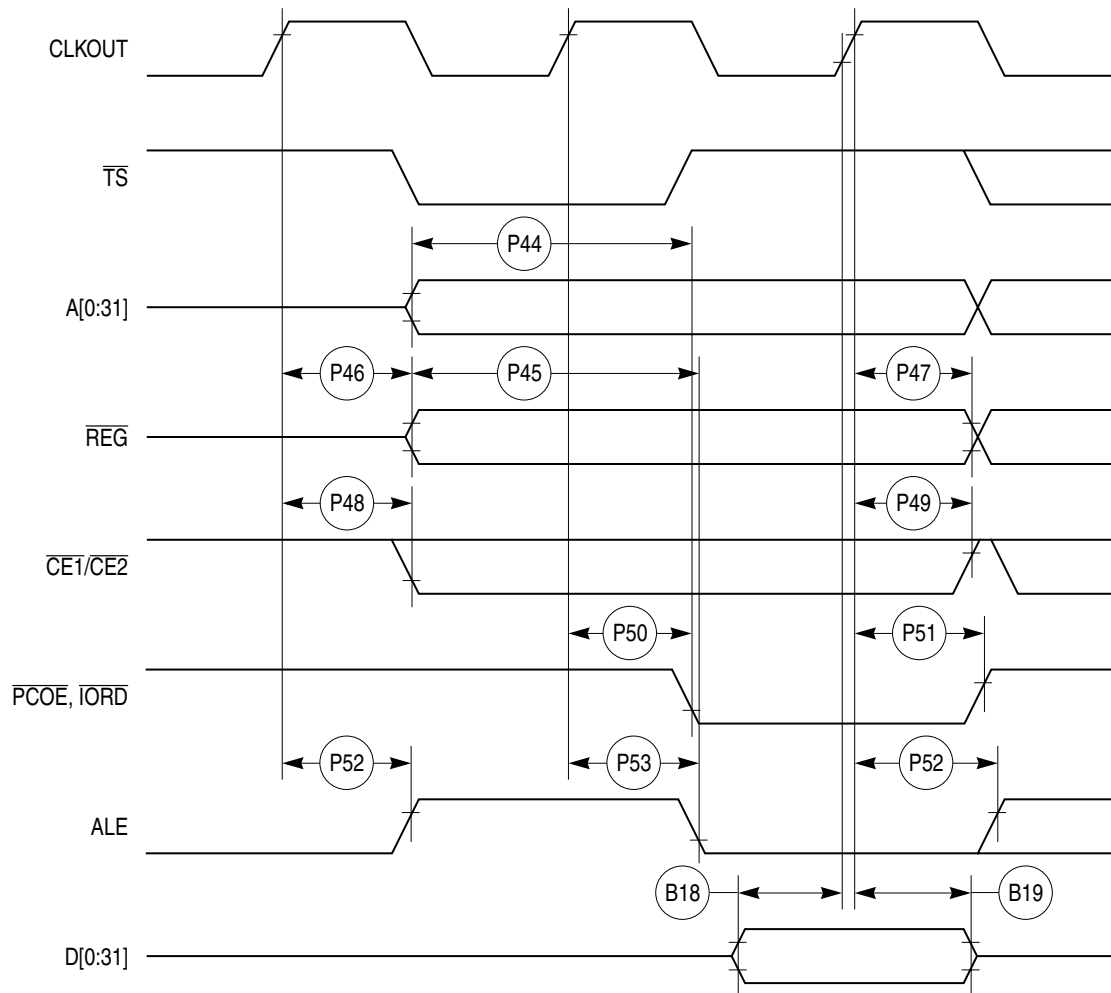 CLKOUT
TS
P44
A[0:31]
P46 P45 P47
REG
P48 P49
CE1/CE2
P50 P51
PCOE, IORD
P52 P53 P52
ALE
B18 B19
D[0:31]